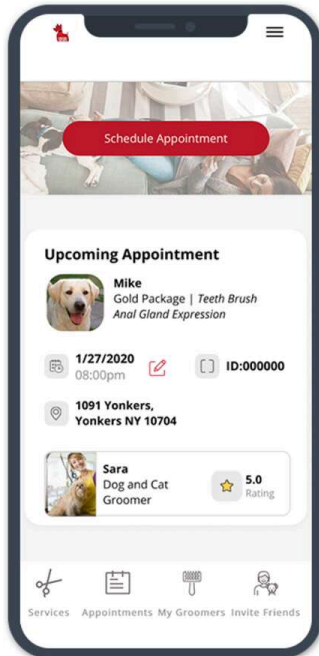 Schedule Appointment
Upcoming Appointment
Mike
Gold Package | Teeth Brush
Anal Gland Expression
1/27/2020
08:00pm
ID:000000
1091 Yonkers,
Yonkers NY 10704
Sara
Dog and Cat
Groomer
5.0
Rating
Services Appointments My Groomers Invite Friends